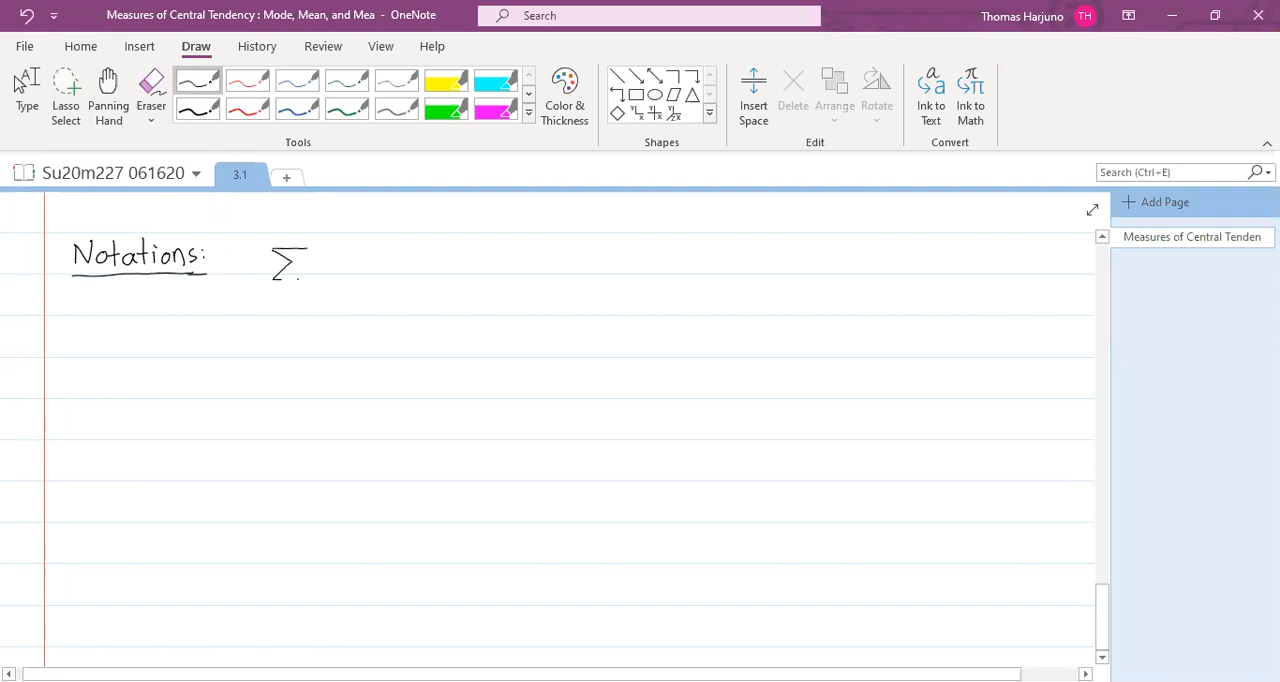 Measures of Central Tendency : Mode, Mean, and Mea - OneNote
Search
Thomas Harjuno TH
File Home Insert Draw History Review View Help
Type
Lasso Select
Panning Hand
Eraser
Color & Thickness
Insert Space
Delete
Arrange
Rotate
Ink to Text
Ink to Math
Tools
Shapes
Edit
Convert
Su20m227 061620
3.1
Search (Ctrl+E)
Add Page
Measures of Central Tenden
Notations: Σ